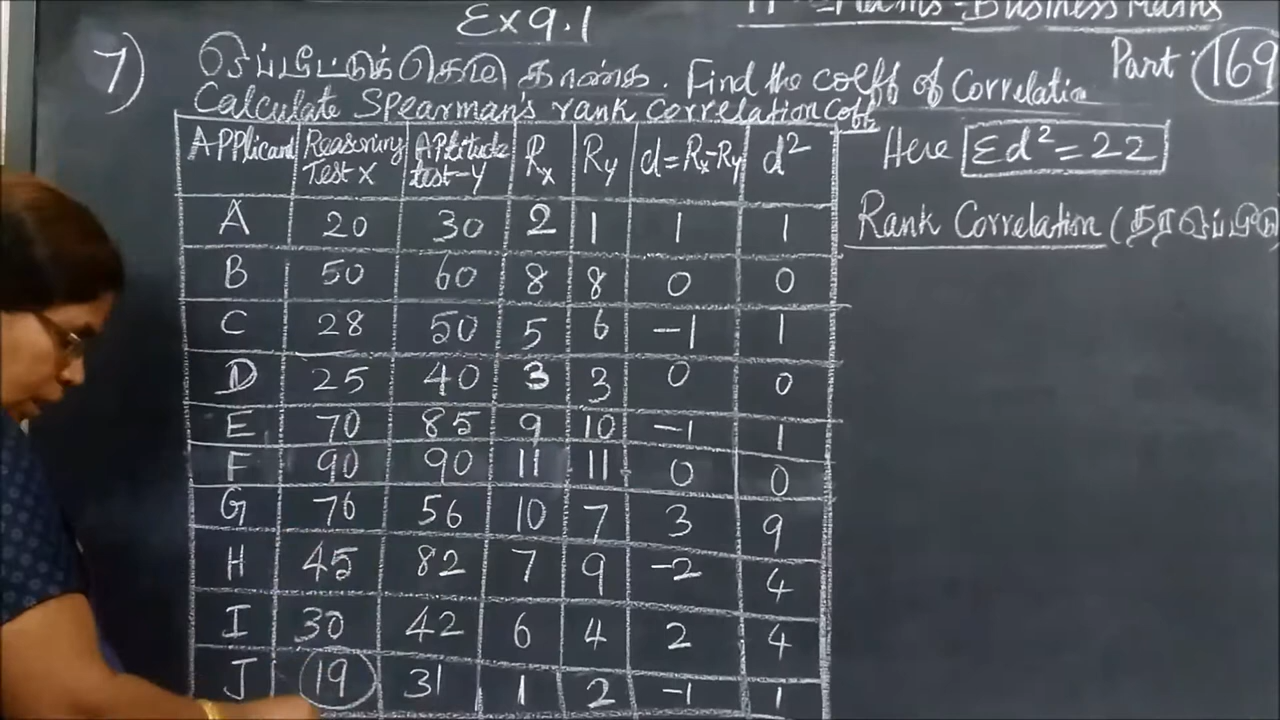 Ex 9.1
Maths - Business Maths
Part - 169
7)
Find the coeff of Correlation
Calculate Spearman's rank correlation Coff
Applicant Reasoning Test X Aptitude test-y Rx Ry d=Rx-Ry d²
A 20 30 2 1 1 1
B 50 60 8 8 0 0
C 28 50 5 6 -1 1
D 25 40 3 3 0 0
E 70 85 9 10 -1 1
F 90 90 11 11 0 0
G 76 56 10 7 3 9
H 45 82 7 9 -2 4
I 30 42 6 4 2 4
J 19 31 1 2 -1 1
Here Σd²=22
Rank Correlation (